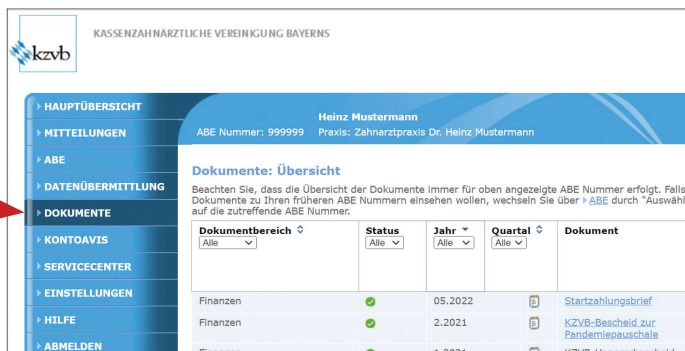 KASSENZAHNÄRZTLICHE VEREINIGUNG BAYERNS
kzvb
HAUPTÜBERSICHT
MITTEILUNGEN
ABE
DATENÜBERMITTLUNG
DOKUMENTE
KONTOAVIS
SERVICECENTER
EINSTELLUNGEN
HILFE
ABMELDEN
Heinz Mustermann
ABE Nummer: 999999 Praxis: Zahnarztpraxis Dr. Heinz Mustermann
Dokumente: Übersicht
Beachten Sie, dass die Übersicht der Dokumente immer für oben angezeigte ABE Nummer erfolgt. Falls
Dokumente zu Ihren früheren ABE Nummern einsehen wollen, wechseln Sie über ABE durch "Auswähl
auf die zutreffende ABE Nummer.
Dokumentbereich Status Jahr Quartal Dokument
Alle Alle Alle Alle
Finanzen 05.2022 Startzahlungsbrief
Finanzen 2.2021 KZVB-Bescheid zur
Pandemiepauschale